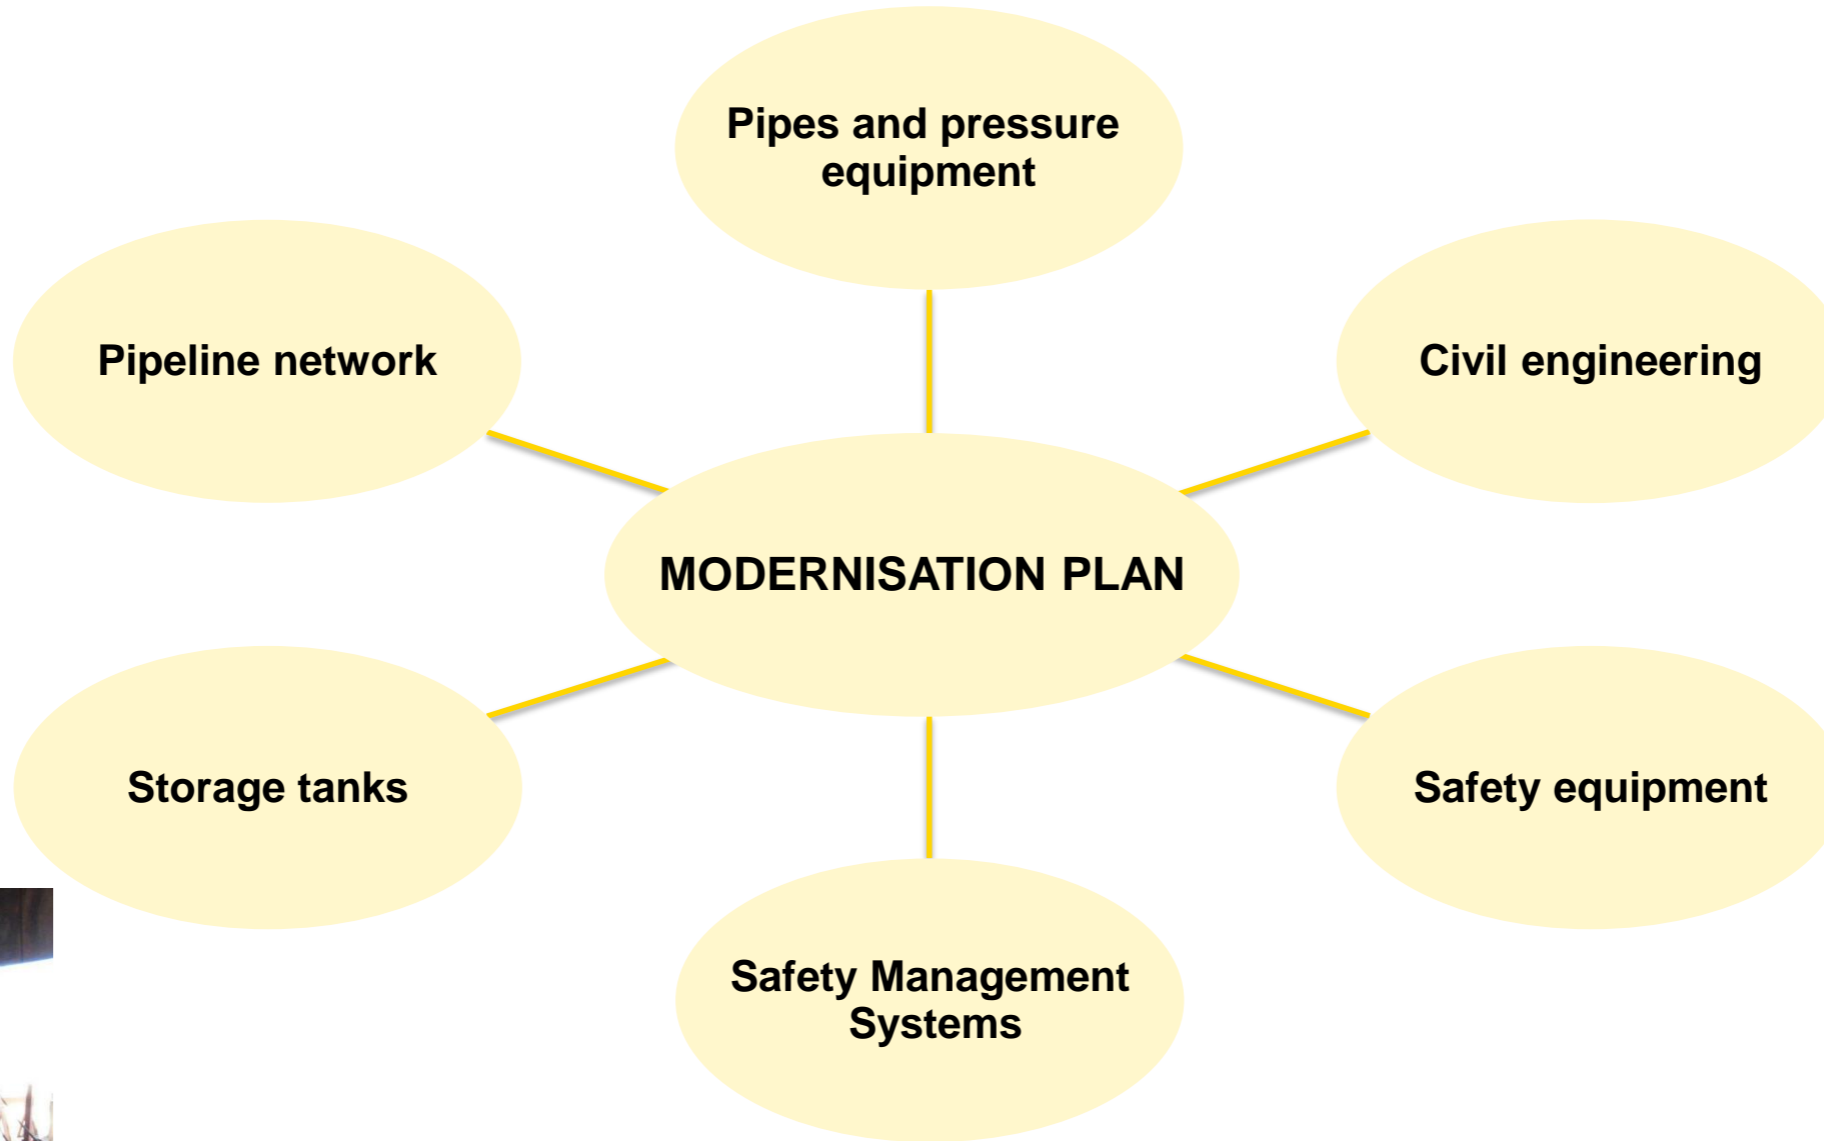 Pipes and pressure
equipment
Pipeline network
Civil engineering
MODERNISATION PLAN
Storage tanks
Safety equipment
Safety Management
Systems